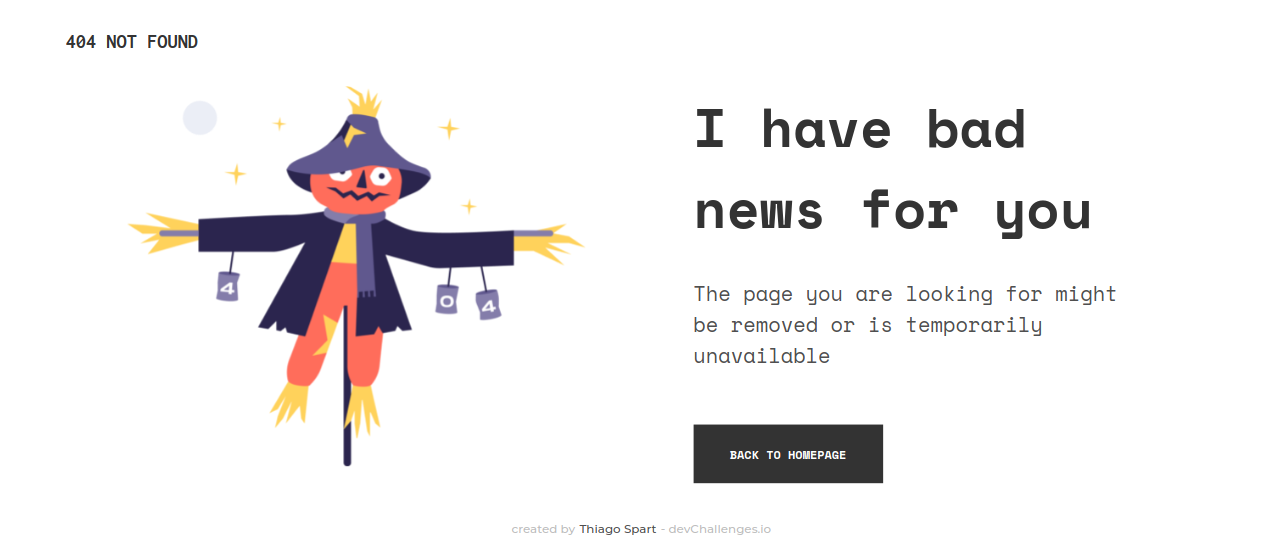 404 NOT FOUND
4
0 4
I have bad
news for you
The page you are looking for might
be removed or is temporarily
unavailable
BACK TO HOMEPAGE
created by Thiago Spart - devChallenges.io